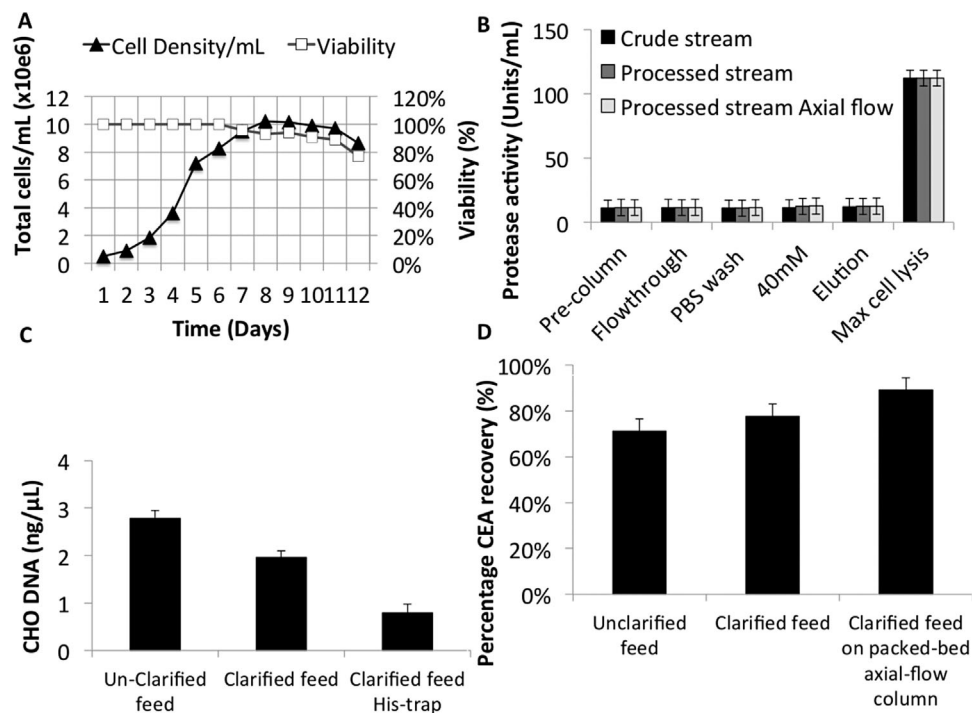 A
Cell Density/mL
Viability
Total cells/mL (x10e6)
12
10
8
6
4
2
0
120%
100%
80%
60%
40%
20%
0%
Viability (%)
1 2 3 4 5 6 7 8 9 10 11 12
Time (Days)
B
Protease activity (Units/mL)
150
100
50
0
Crude stream
Processed stream
Processed stream Axial flow
Pre-column
Flowthrough
PBS wash
40mM
Elution
Max cell lysis
C
CHO DNA (ng/μL)
4
3
2
1
0
Un-Clarified
feed
Clarified feed
Clarified feed
His-trap
D
Percentage CEA recovery (%)
80%
60%
40%
20%
0%
Unclarified
feed
Clarified feed
Clarified feed
on packed-bed
axial-flow
column